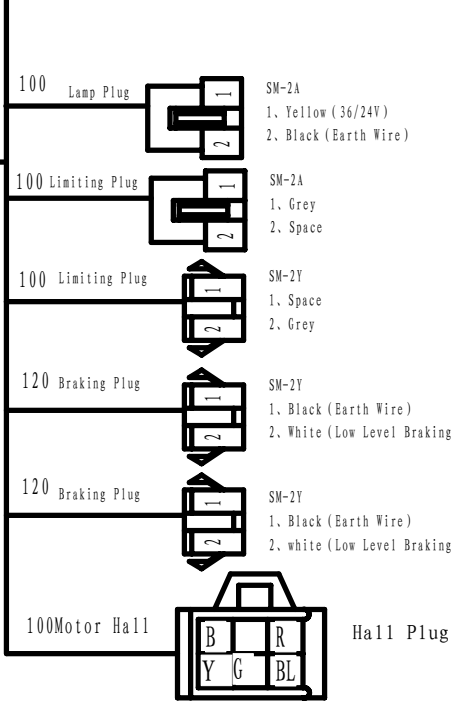 100 Lamp Plug
1
2
SM-2A
1、Yellow(36/24V)
2、Black(Earth Wire)
100 Limiting Plug
1
2
SM-2A
1、Grey
2、Space
100 Limiting Plug
1
2
SM-2Y
1、Space
2、Grey
120 Braking Plug
1
2
SM-2Y
1、Black(Earth Wire)
2、White(Low Level Braking
120 Braking Plug
1
2
SM-2Y
1、Black(Earth Wire)
2、white(Low Level Braking
100Motor Hall
B R
Y G BL
Hall Plug